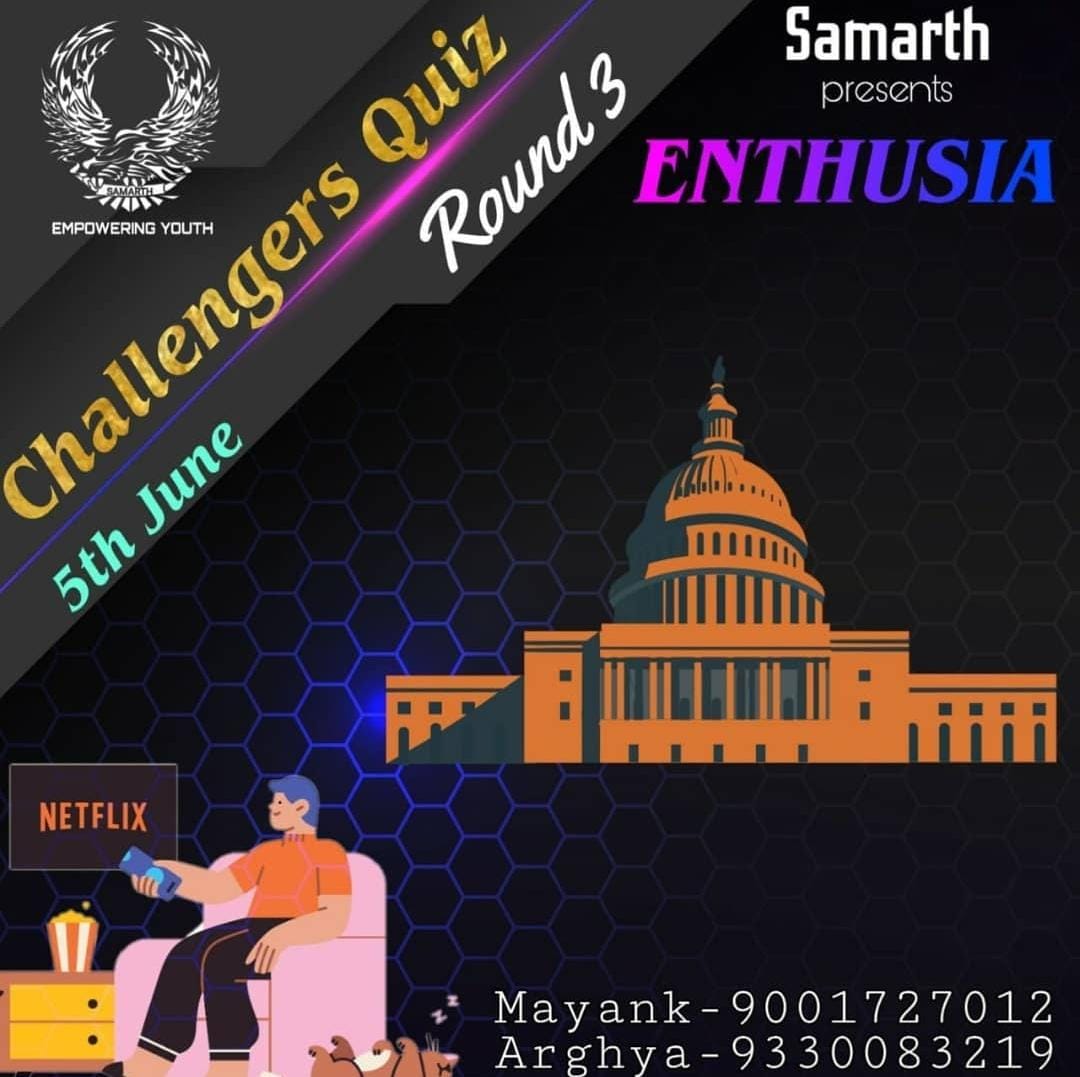 SAMARTH
EMPOWERING YOUTH
Samarth
presents
ENTHUSIA
Challengers Quiz
Round 3
5th June
NETFLIX
z
z
Mayank-9001727012
Arghya-9330083219